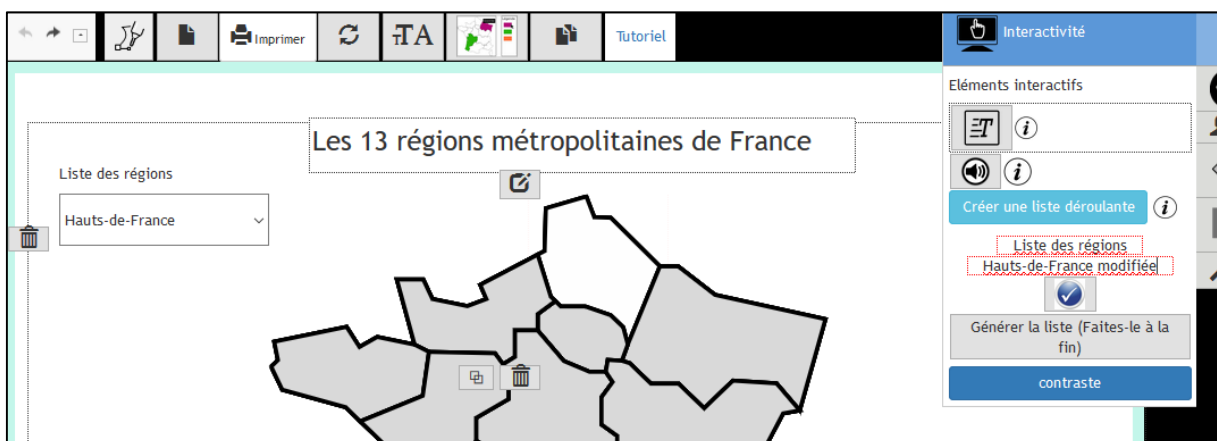 Imprimer
TA
Tutoriel
Interactivité
Eléments interactifs
T
i
i
Créer une liste déroulante
i
Liste des régions
Hauts-de-France modifiée
Générer la liste (Faites-le à la
fin)
contraste
Les 13 régions métropolitaines de France
Liste des régions
Hauts-de-France